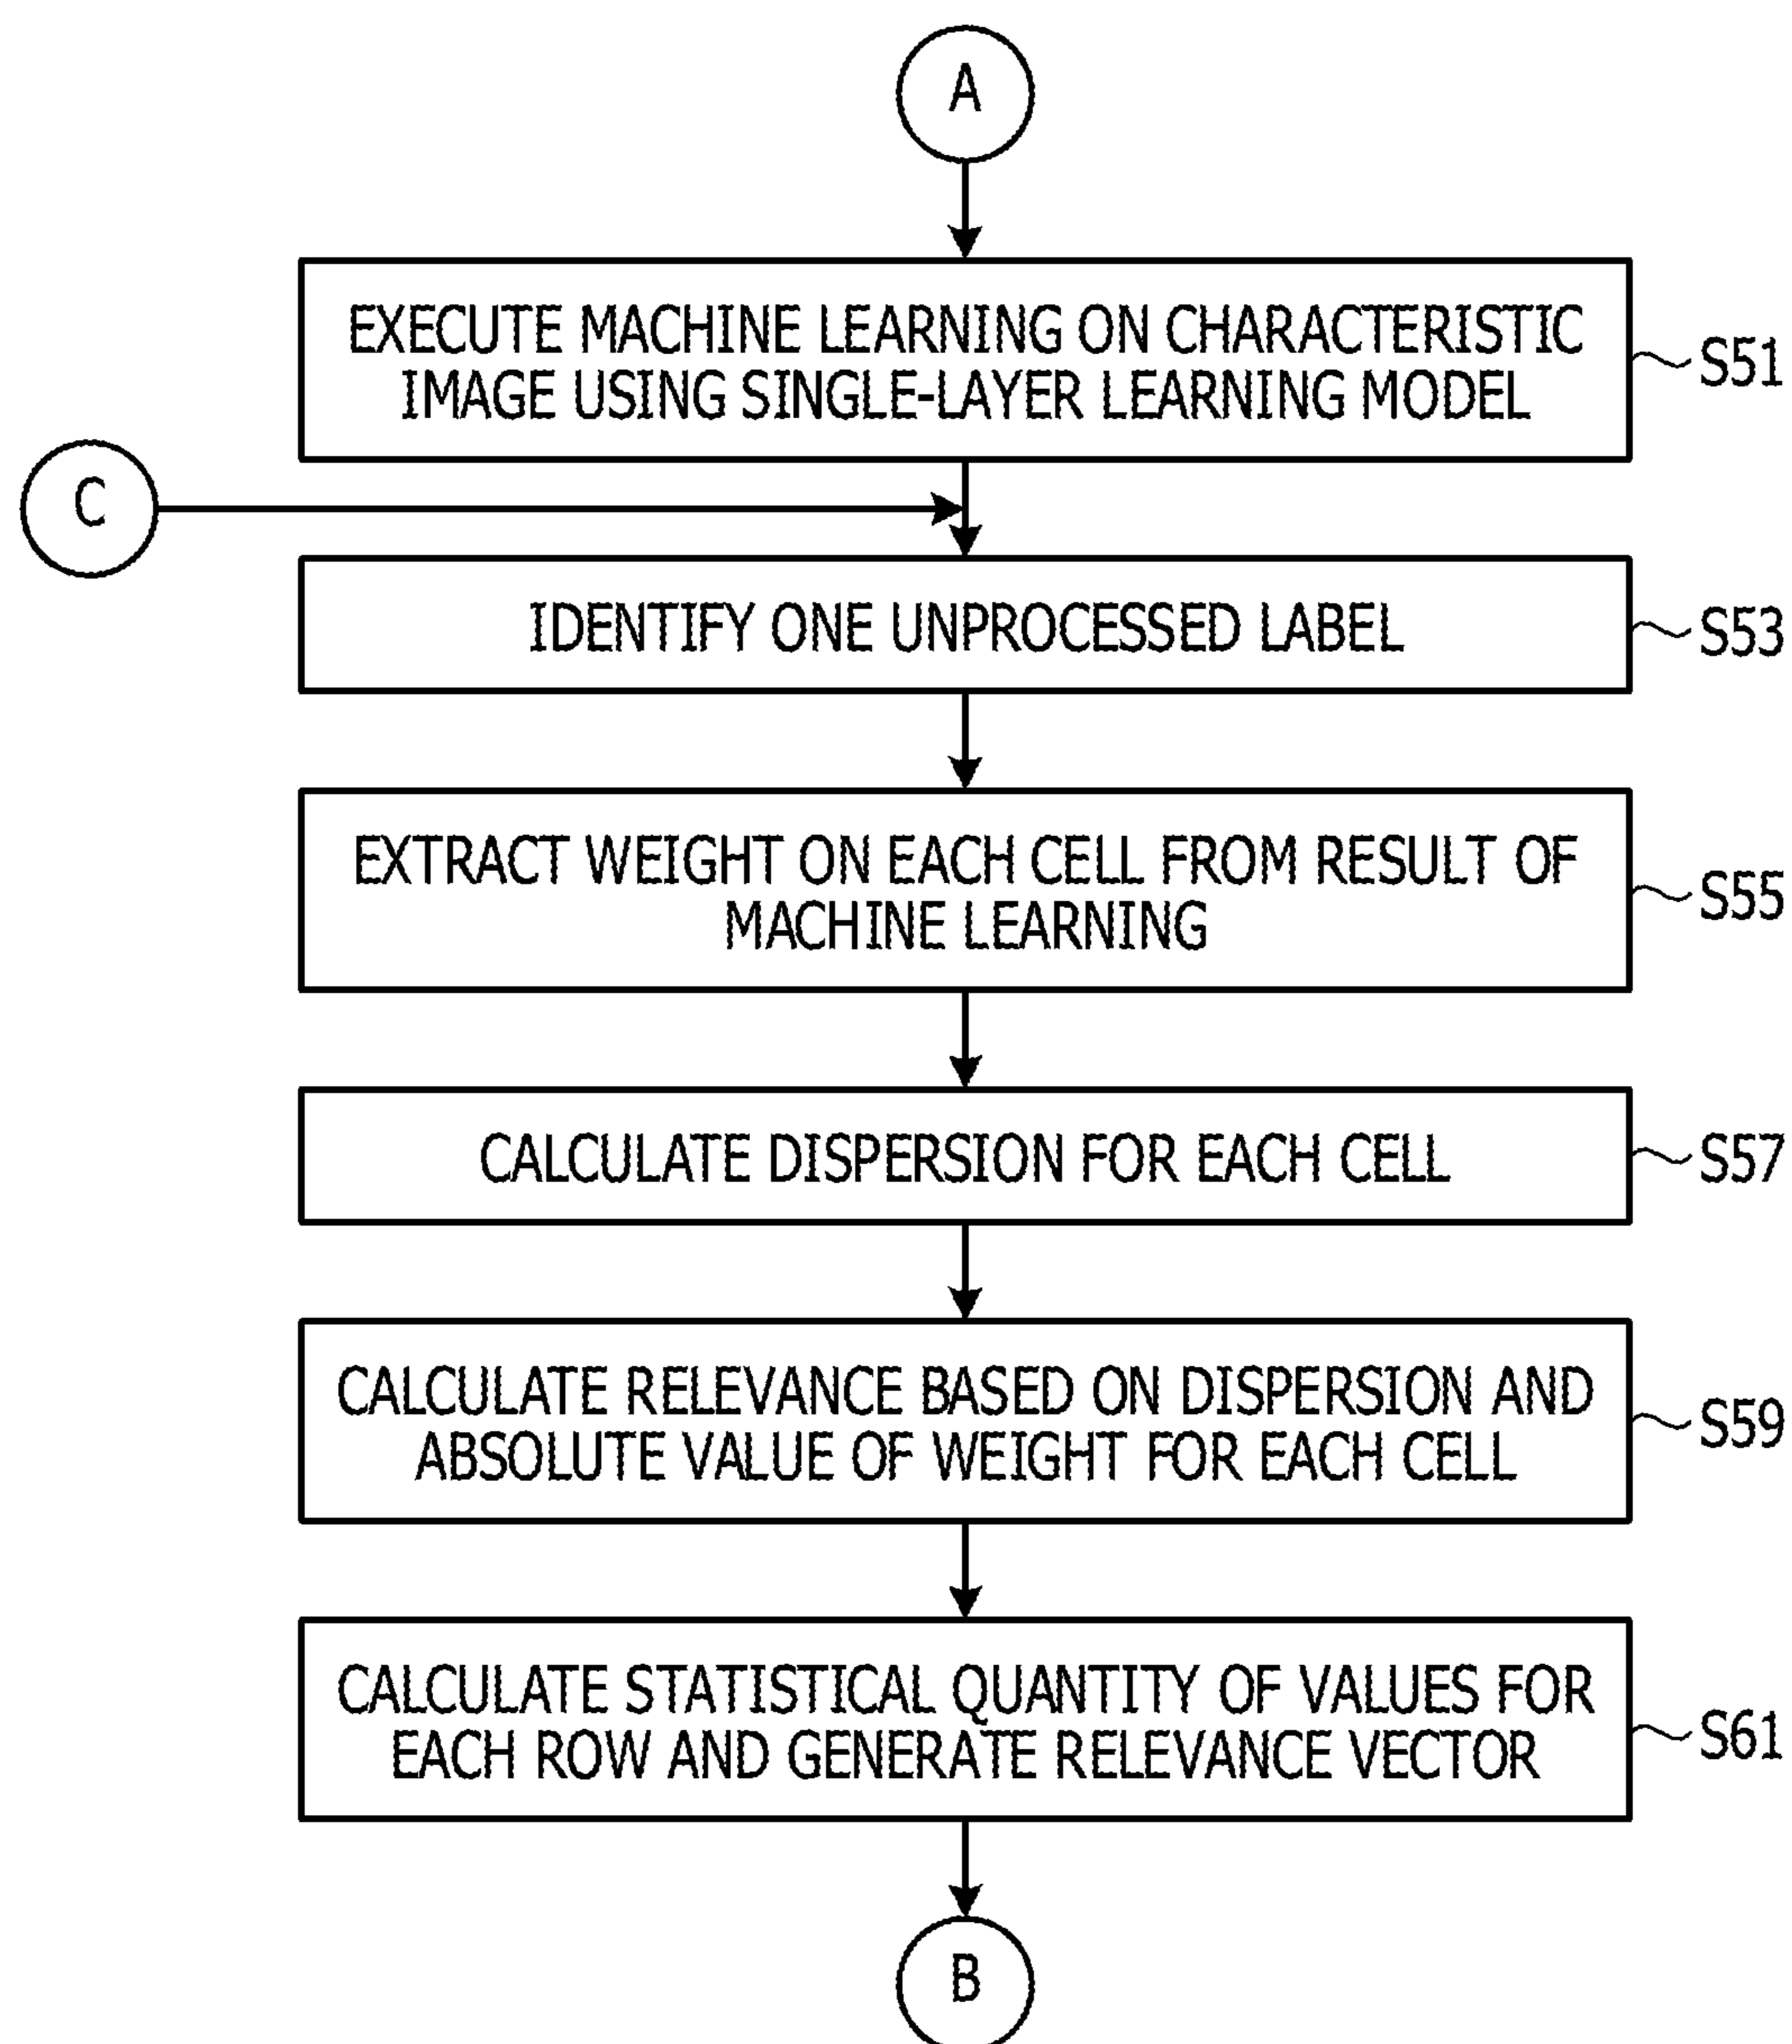 A
EXECUTE MACHINE LEARNING ON CHARACTERISTIC
IMAGE USING SINGLE-LAYER LEARNING MODEL
S51
C
IDENTIFY ONE UNPROCESSED LABEL
S53
EXTRACT WEIGHT ON EACH CELL FROM RESULT OF
MACHINE LEARNING
S55
CALCULATE DISPERSION FOR EACH CELL
S57
CALCULATE RELEVANCE BASED ON DISPERSION AND
ABSOLUTE VALUE OF WEIGHT FOR EACH CELL
S59
CALCULATE STATISTICAL QUANTITY OF VALUES FOR
EACH ROW AND GENERATE RELEVANCE VECTOR
S61
B